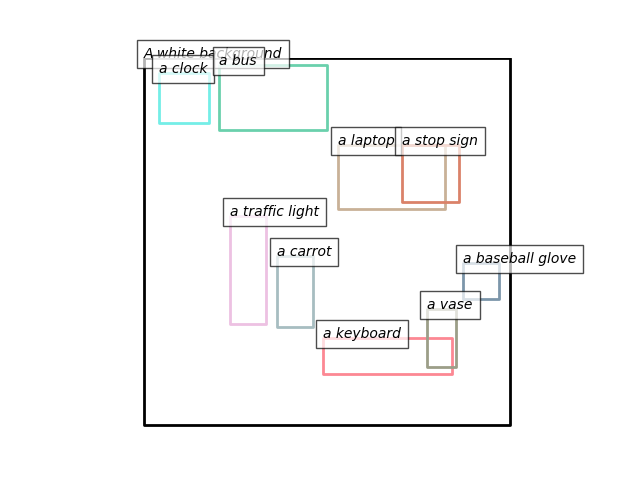 A white background
a clock
a bus
a laptop
a stop sign
a traffic light
a carrot
a baseball glove
a vase
a keyboard